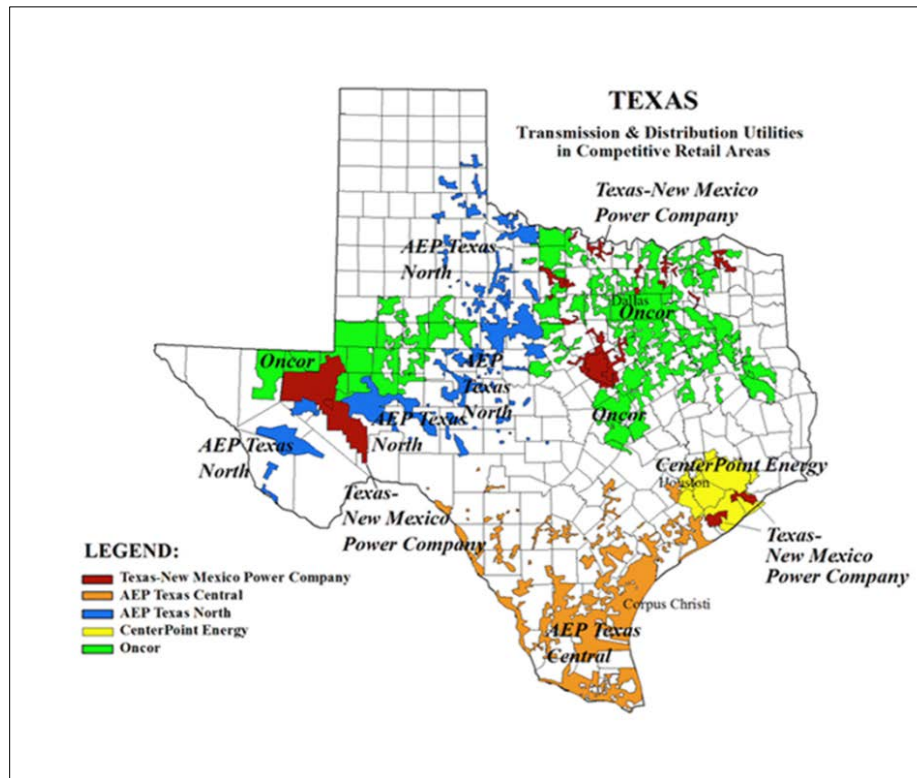 TEXAS
Transmission & Distribution Utilities
in Competitive Retail Areas
Texas-New Mexico
Power Company
AEP Texas
North
Dallas
Oncor
Oncor
AEP
Texas
North
AEP Texas
North
Oncor
AEP Texas
North
CenterPoint Energy
Houston
Texas-
New Mexico
Power Company
Texas-
New Mexico
Power Company
Corpus Christi
AEP Texas
Central
LEGEND:
Texas-New Mexico Power Company
AEP Texas Central
AEP Texas North
CenterPoint Energy
Oncor